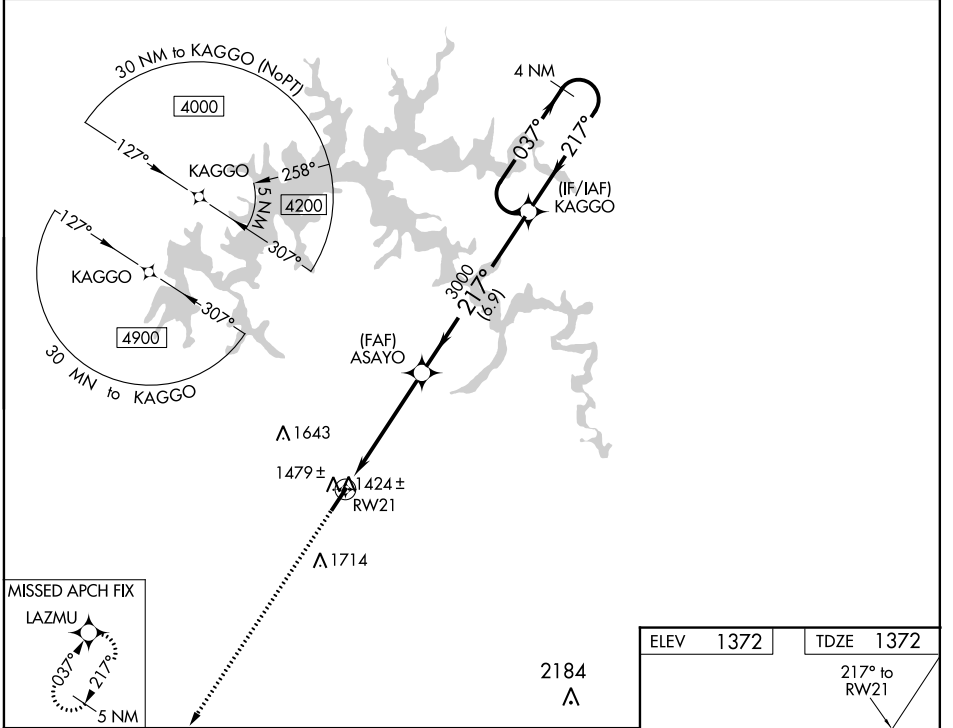 30 NM to KAGGO (NoPT)
4000
127°
KAGGO
258°
5 NM
4200
307°
127°
KAGGO
307°
4900
30 MN to KAGGO
4 NM
037°
217°
(IF/IAF)
KAGGO
3000
217°
(6.9)
(FAF)
ASAYO
1643
1479 ±
1424 ±
RW21
1714
MISSED APCH FIX
LAZMU
037°
217°
5 NM
2184
ELEV 1372
TDZE 1372
217° to
RW21